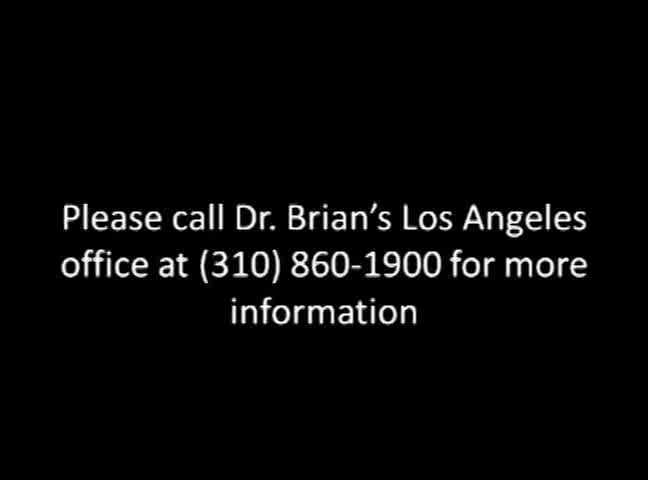 Please call Dr. Brian’s Los Angeles
office at (310) 860-1900 for more
information